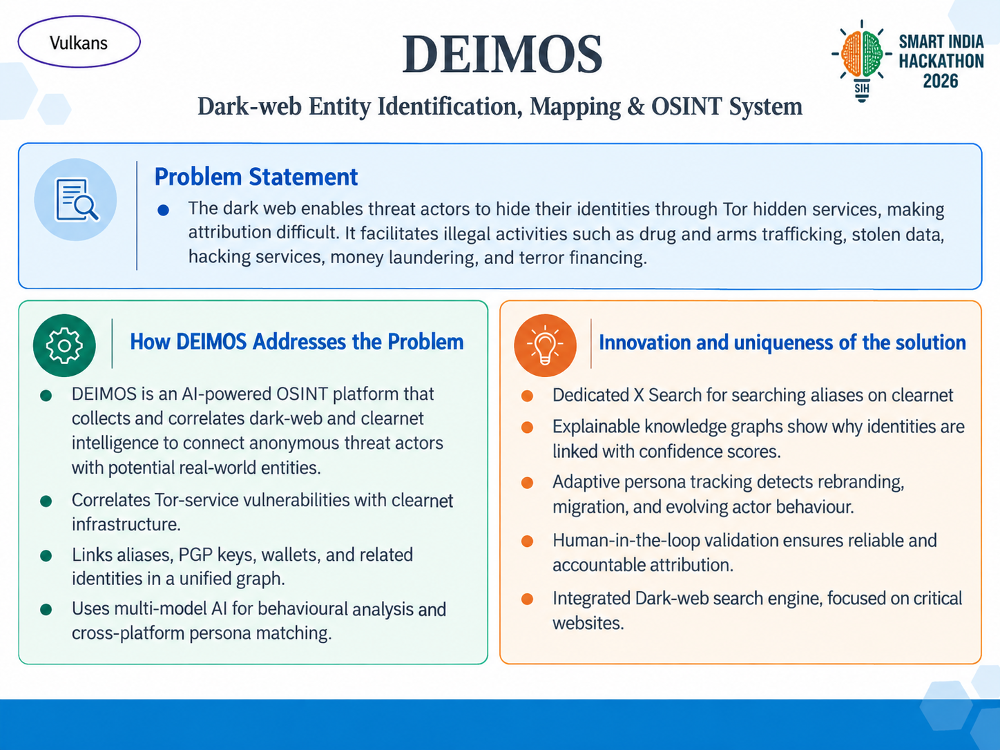 Vulkans
DEIMOS
Dark-web Entity Identification, Mapping & OSINT System
SIH
SMART INDIA
HACKATHON
2026
Problem Statement
The dark web enables threat actors to hide their identities through Tor hidden services, making
attribution difficult. It facilitates illegal activities such as drug and arms trafficking, stolen data,
hacking services, money laundering, and terror financing.
How DEIMOS Addresses the Problem
DEIMOS is an AI-powered OSINT platform that
collects and correlates dark-web and clearnet
intelligence to connect anonymous threat actors
with potential real-world entities.
Correlates Tor-service vulnerabilities with clearnet
infrastructure.
Links aliases, PGP keys, wallets, and related
identities in a unified graph.
Uses multi-model AI for behavioural analysis and
cross-platform persona matching.
Innovation and uniqueness of the solution
Dedicated X Search for searching aliases on clearnet
Explainable knowledge graphs show why identities are
linked with confidence scores.
Adaptive persona tracking detects rebranding,
migration, and evolving actor behaviour.
Human-in-the-loop validation ensures reliable and
accountable attribution.
Integrated Dark-web search engine, focused on critical
websites.